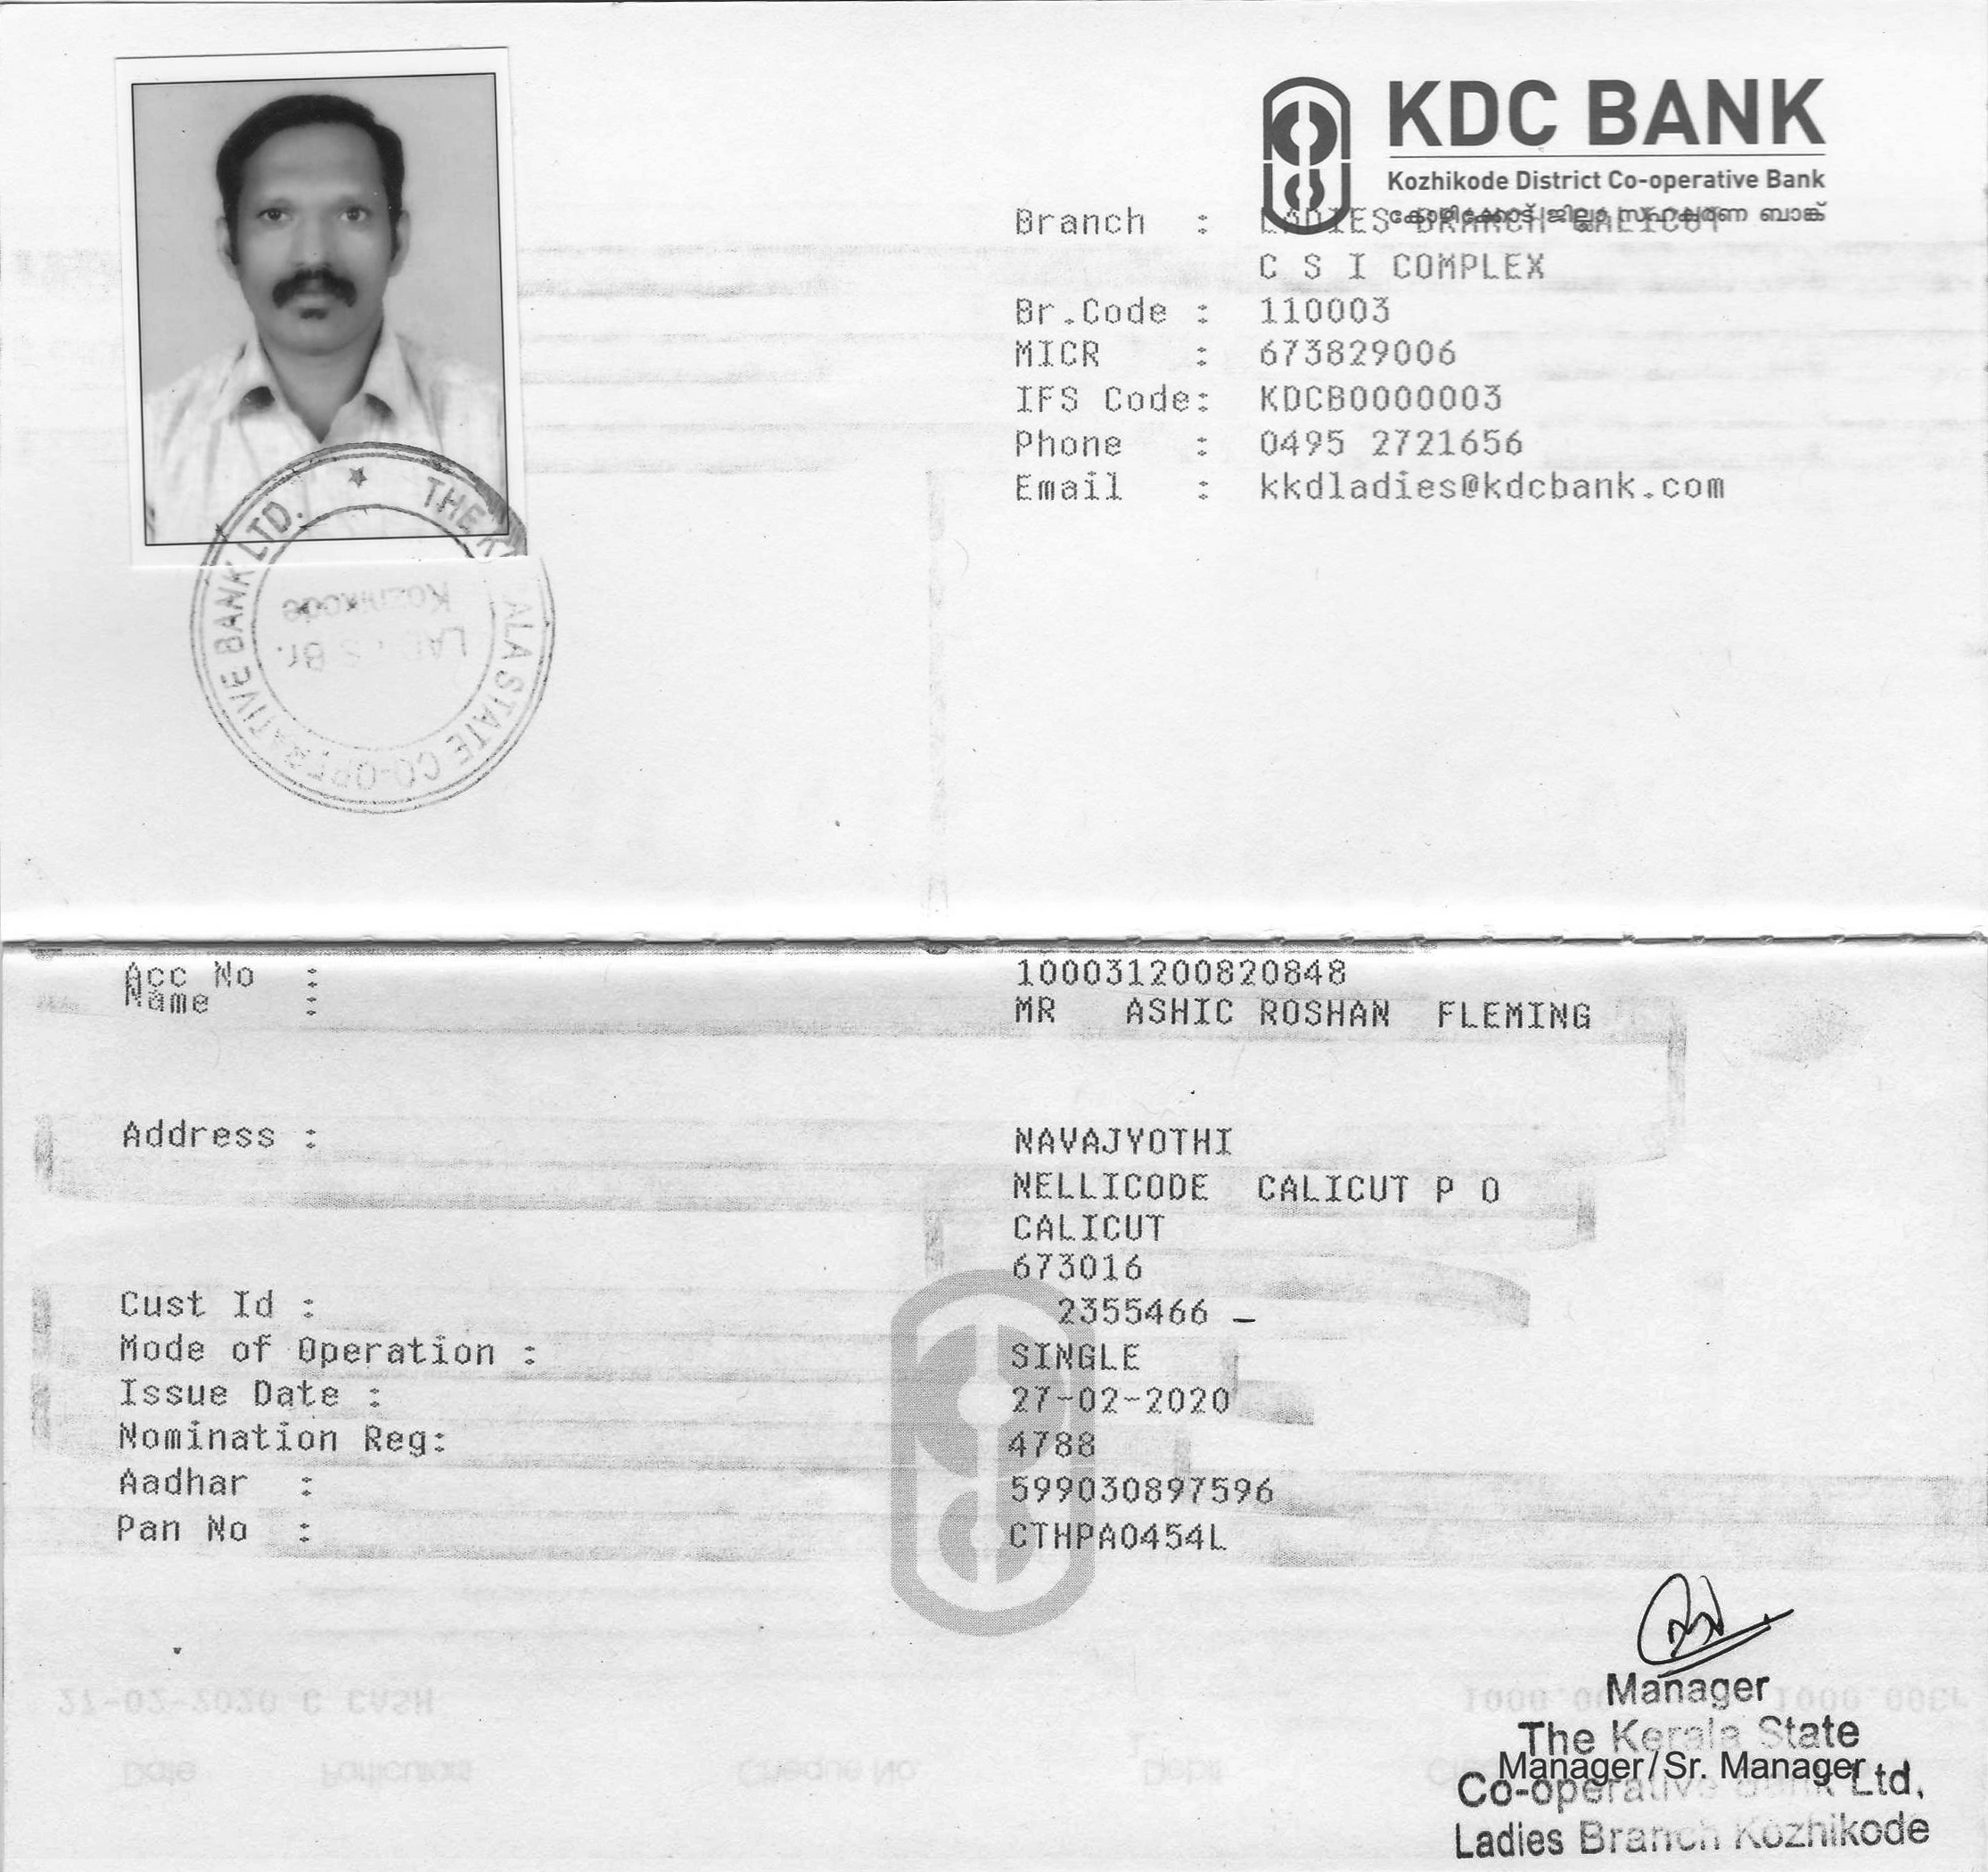 KDC BANK
Kozhikode District Co-operative Bank
കോഴിക്കോട് ജില്ലാ സഹകരണ ബാങ്ക്
Branch : LADIES BRANCH CALICUT
C S I COMPLEX
Br.Code : 110003
MICR : 673829006
IFS Code: KDCB0000003
Phone : 0495 2721656
Email : kkdladies@kdcbank.com
THE KERALA STATE CO-OPERATIVE BANK LTD.
LADIES Br.
Kozhikode
Acc No : 100031200820848
Name : MR ASHIC ROSHAN FLEMING
Address : NAVAJYOTHI
NELLICODE CALICUT P O
CALICUT
673016
Cust Id : 2355466
Mode of Operation : SINGLE
Issue Date : 27-02-2020
Nomination Reg: 4788
Aadhar : 599030897596
Pan No : CTHPA0454L
Manager
The Kerala State
Manager/Sr. Manager
Co-operative Bank Ltd,
Ladies Branch Kozhikode
27-02-2020 C CASH 1000.00 1000.00Cr
Date Particulars Cheque No. Debit